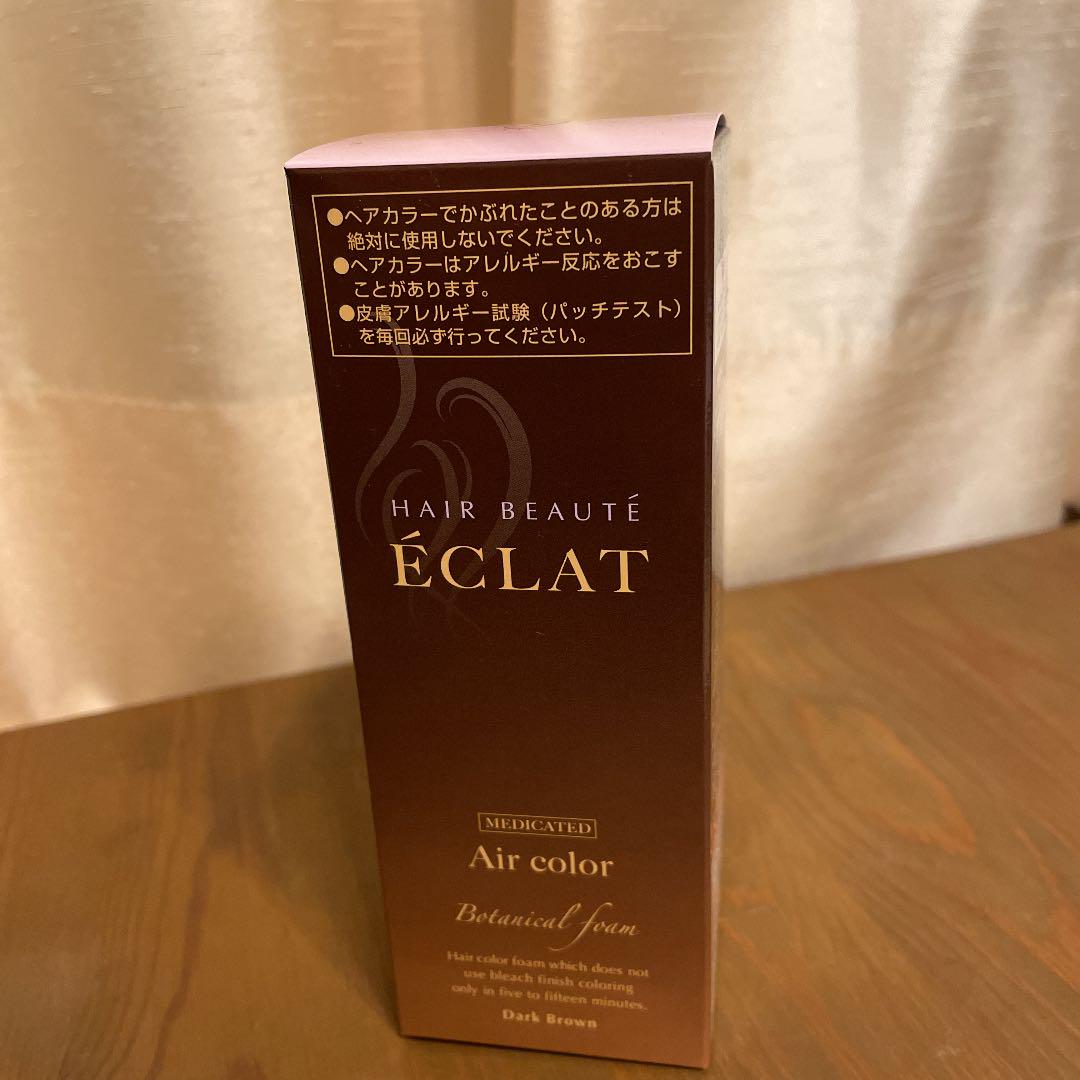 ●ヘアカラーでかぶれたことのある方は
絶対に使用しないでください。
●ヘアカラーはアレルギー反応をおこす
ことがあります。
●皮膚アレルギー試験（パッチテスト）
を毎回必ず行ってください。
HAIR BEAUTÉ
ÉCLAT
MEDICATED
Air color
Botanical foam
Hair color foam which does not
use bleach finish coloring
only in five to fifteen minutes.
Dark Brown